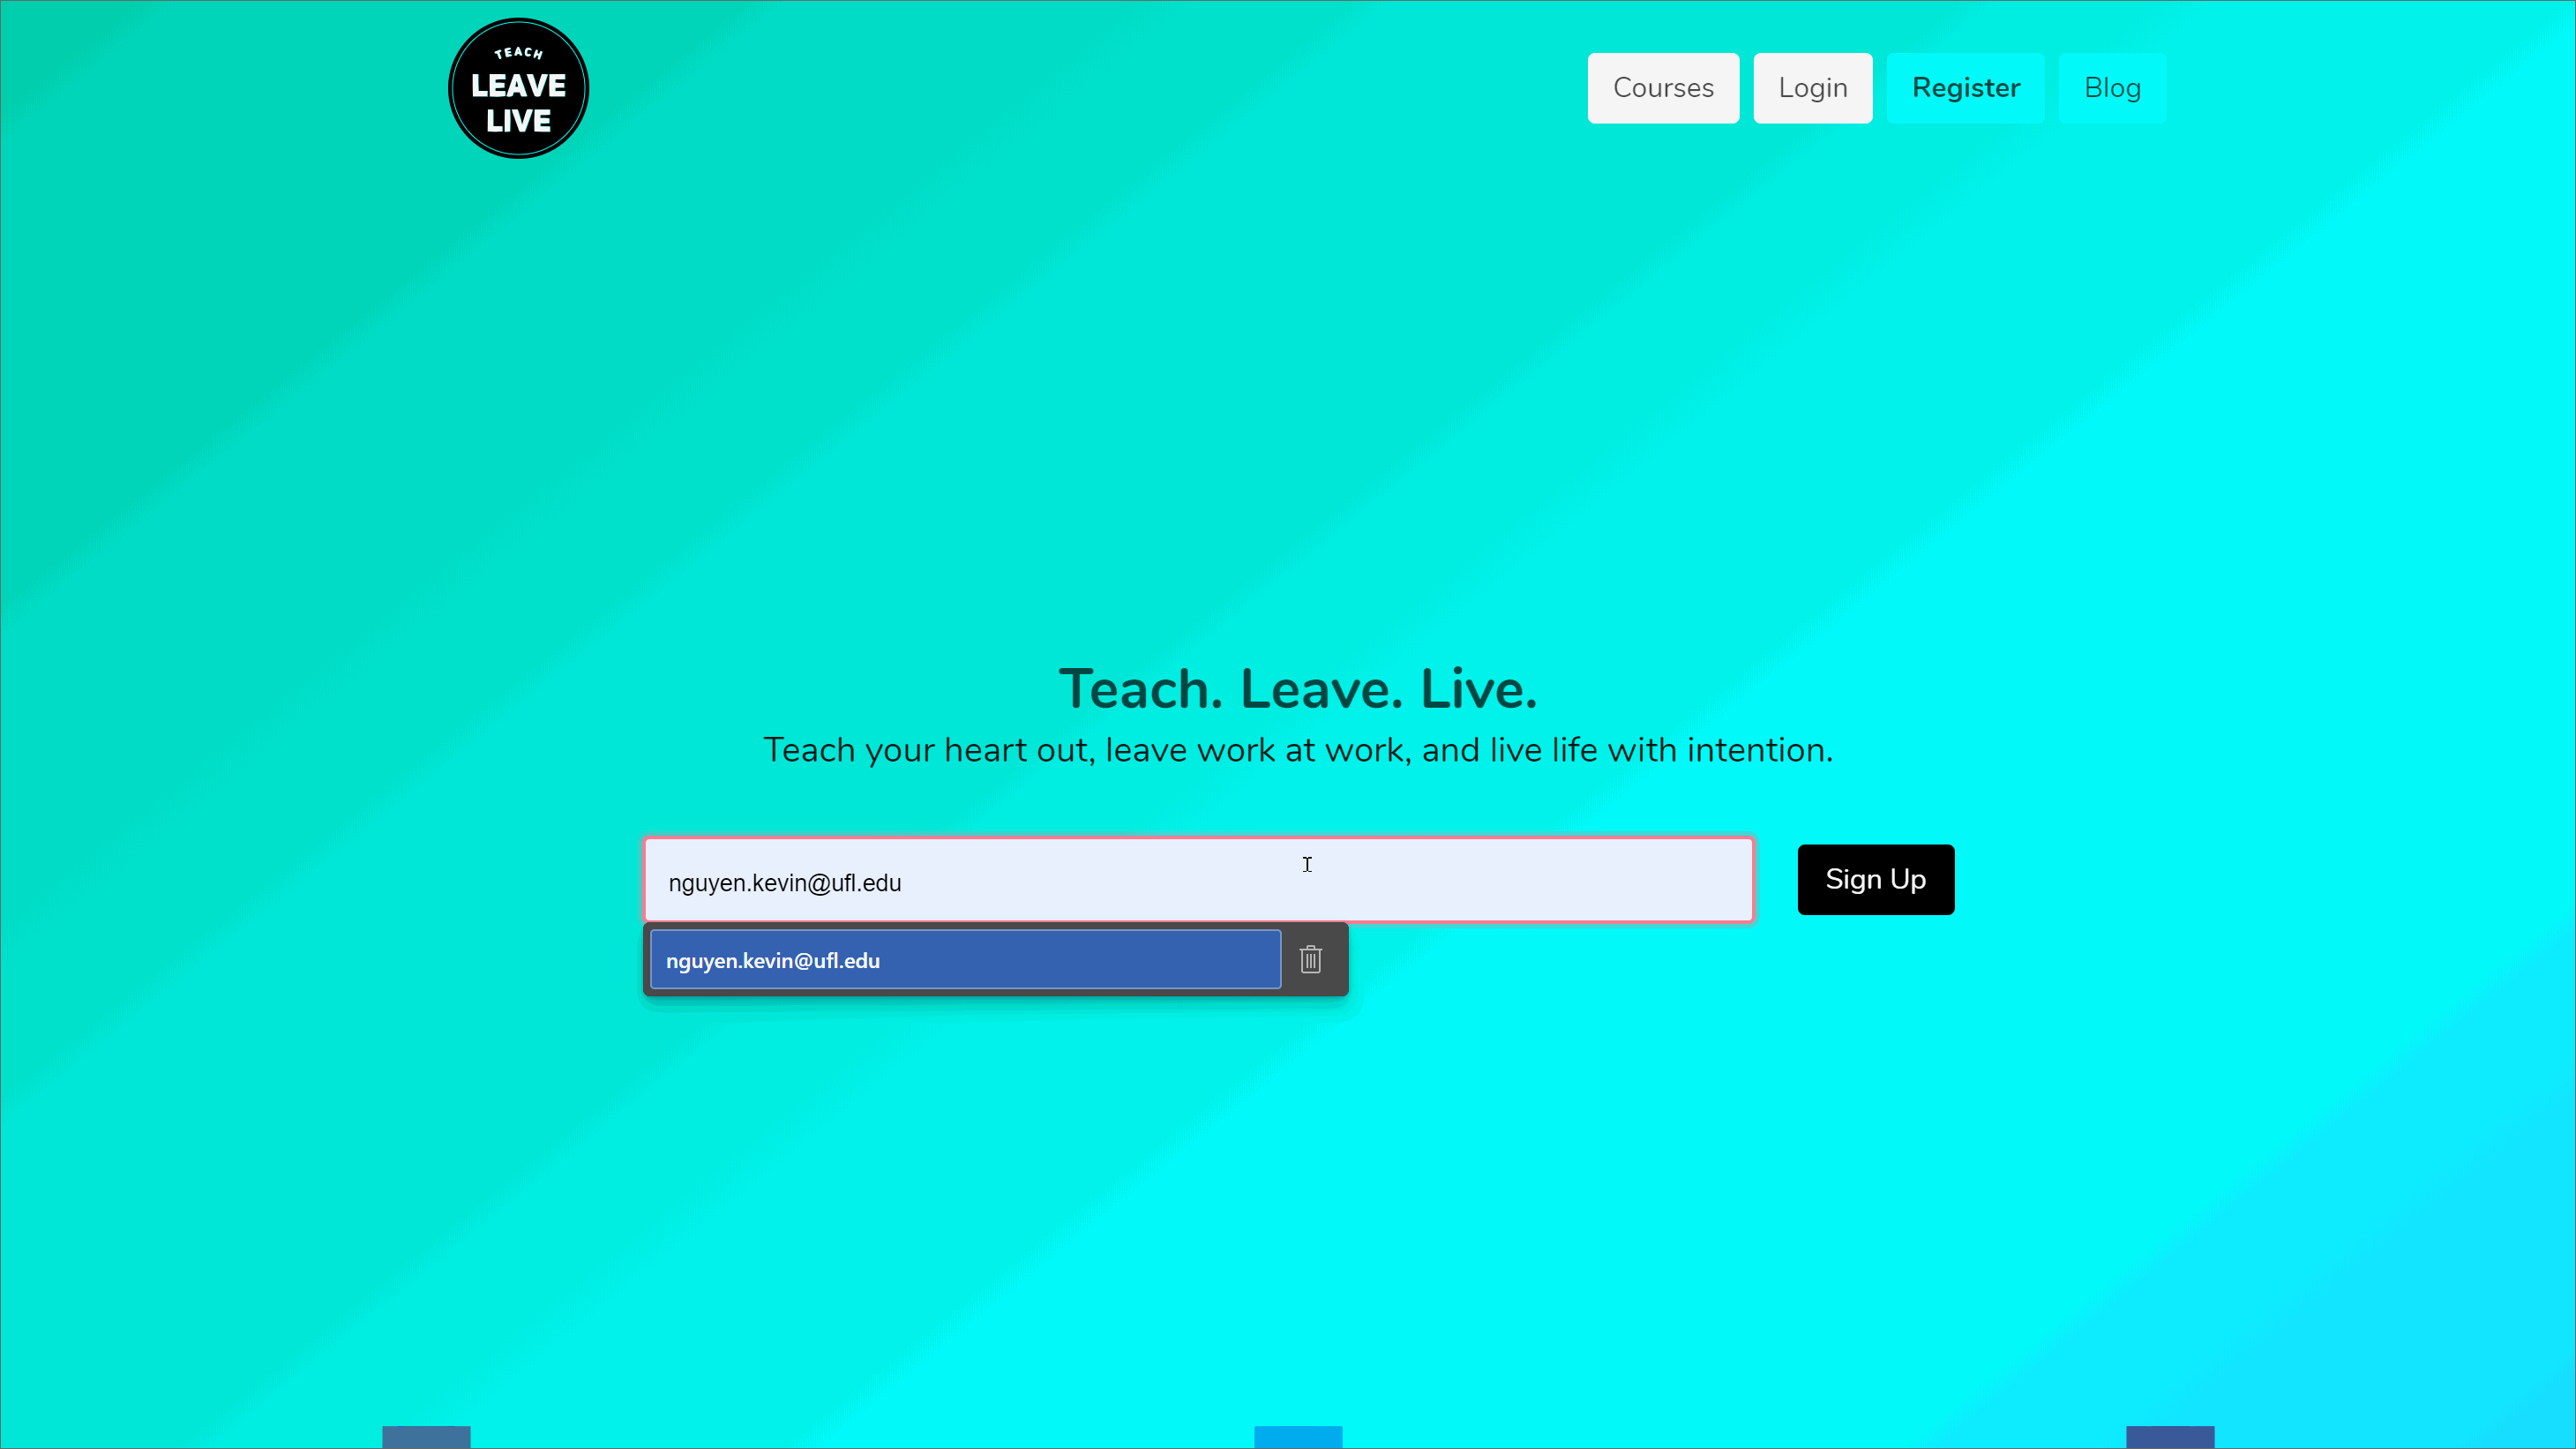 TEACH
LEAVE
LIVE
Courses Login Register Blog
Teach. Leave. Live.
Teach your heart out, leave work at work, and live life with intention.
nguyen.kevin@ufl.edu
Sign Up
nguyen.kevin@ufl.edu